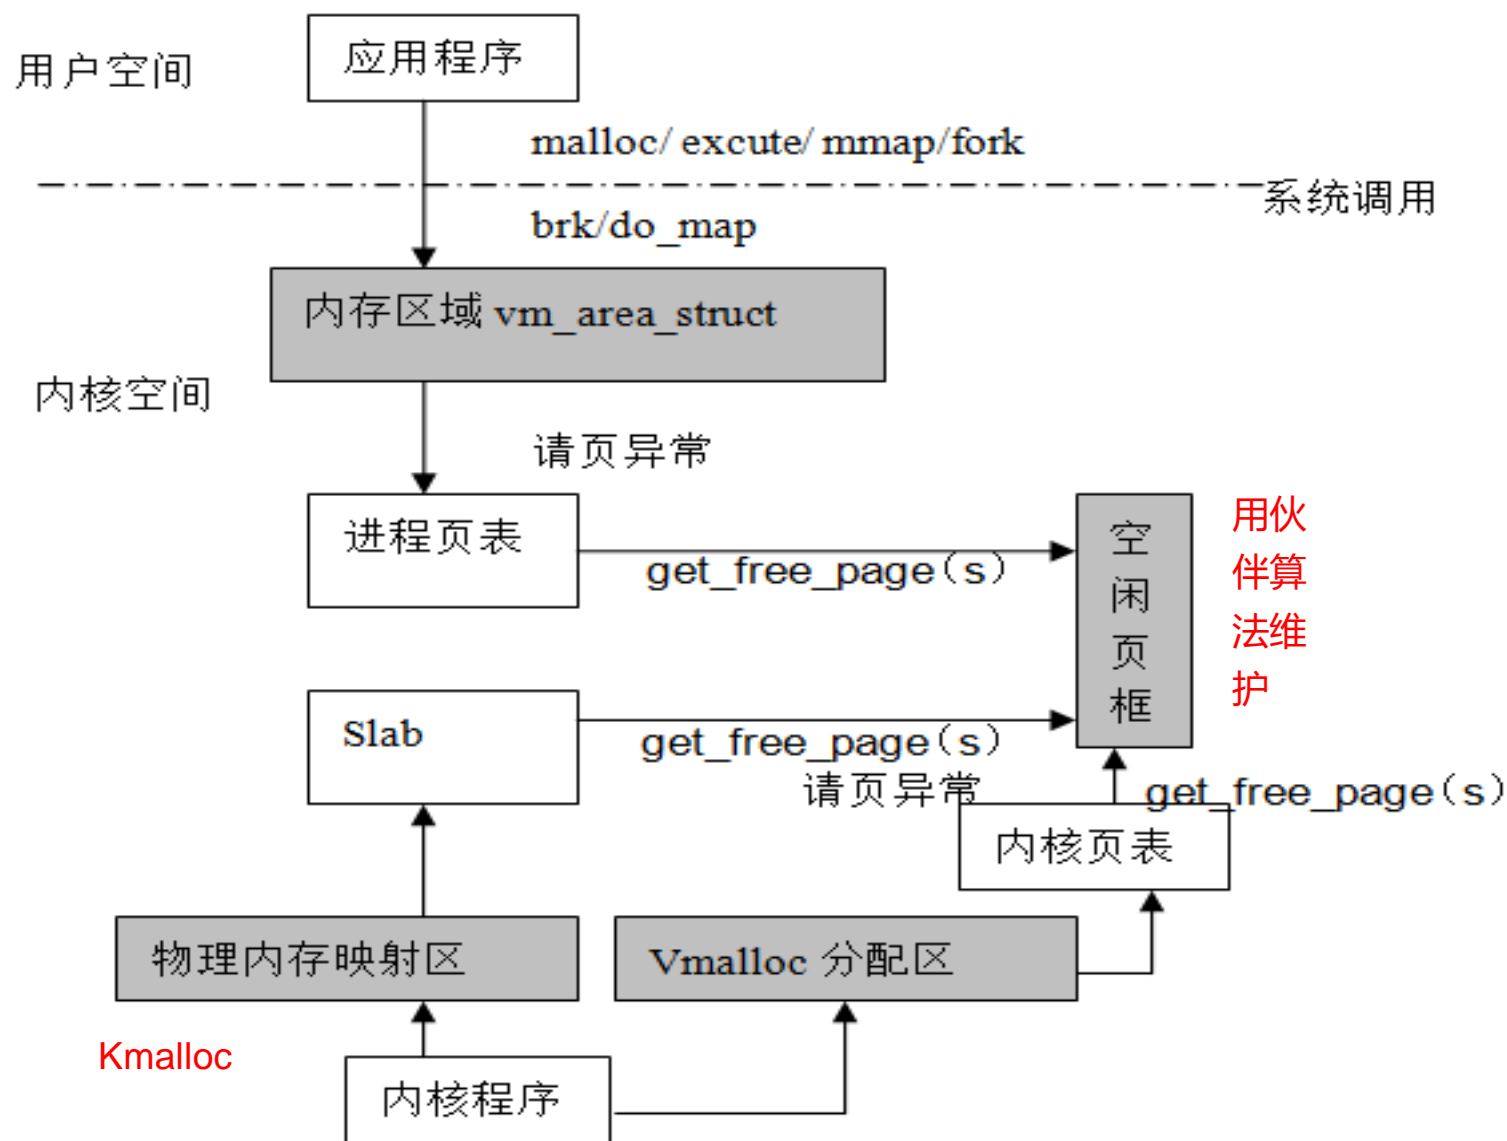 应用程序
用户空间
malloc/ excute/ mmap/fork
系统调用
brk/do_map
内存区域 vm_area_struct
内核空间
请页异常
进程页表
get_free_page(s)
空
闲
页
框
用伙
伴算
法维
护
Slab
get_free_page(s)
请页异常
get_free_page(s)
内核页表
物理内存映射区
Vmalloc 分配区
Kmalloc
内核程序